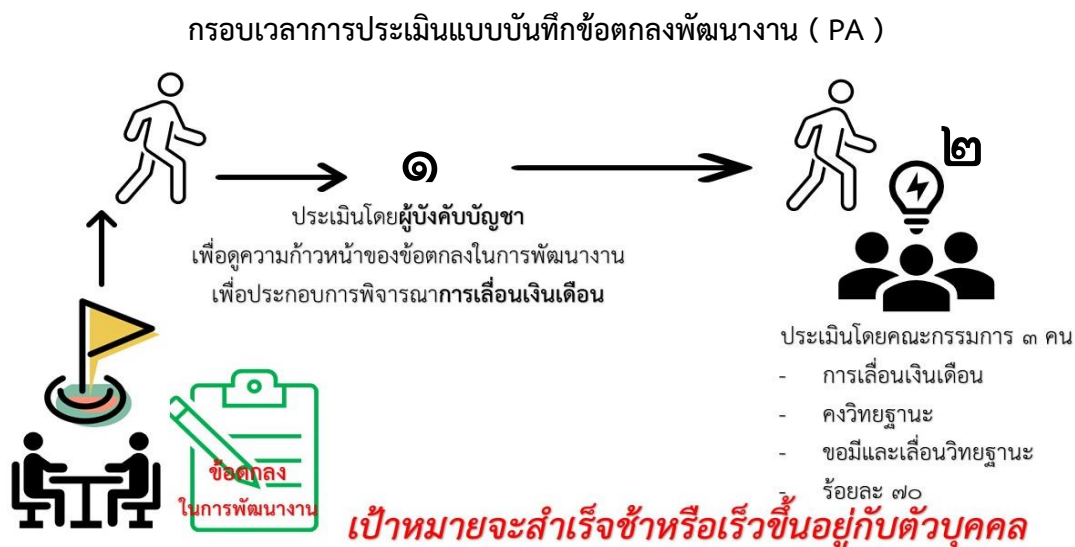 กรอบเวลาการประเมินแบบบันทึกข้อตกลงพัฒนางาน ( PA )
๑
ประเมินโดยผู้บังคับบัญชา
เพื่อดูความก้าวหน้าของข้อตกลงในการพัฒนางาน
เพื่อประกอบการพิจารณาการเลื่อนเงินเดือน
๒
ประเมินโดยคณะกรรมการ ๓ คน
- การเลื่อนเงินเดือน
- คงวิทยฐานะ
- ขอมีและเลื่อนวิทยฐานะ
- ร้อยละ ๗๐
ข้อตกลง
ในการพัฒนางาน
เป้าหมายจะสำเร็จช้าหรือเร็วขึ้นอยู่กับตัวบุคคล